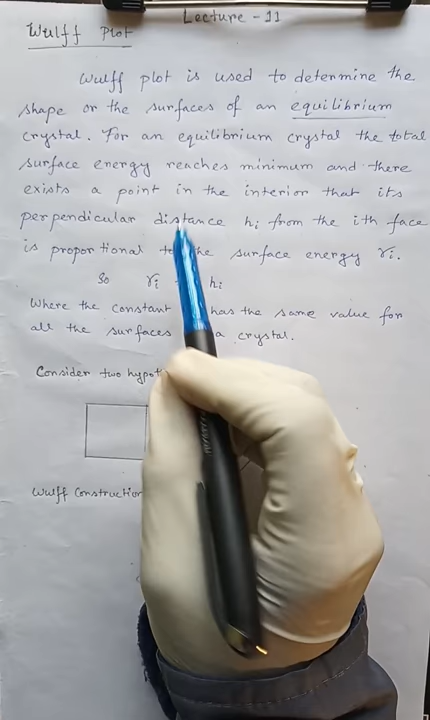 Lecture - 11
Wulff Plot
Wulff plot is used to determine the
shape or the surfaces of an equilibrium
crystal. For an equilibrium crystal the total
surface energy reaches minimum and there
exists a point in the interior that its
perpendicular distance hi from the ith face
is proportional the surface energy γi.
So γi hi
Where the constant has the same value for
all the surfaces a crystal.
Consider two
Wulff Construction